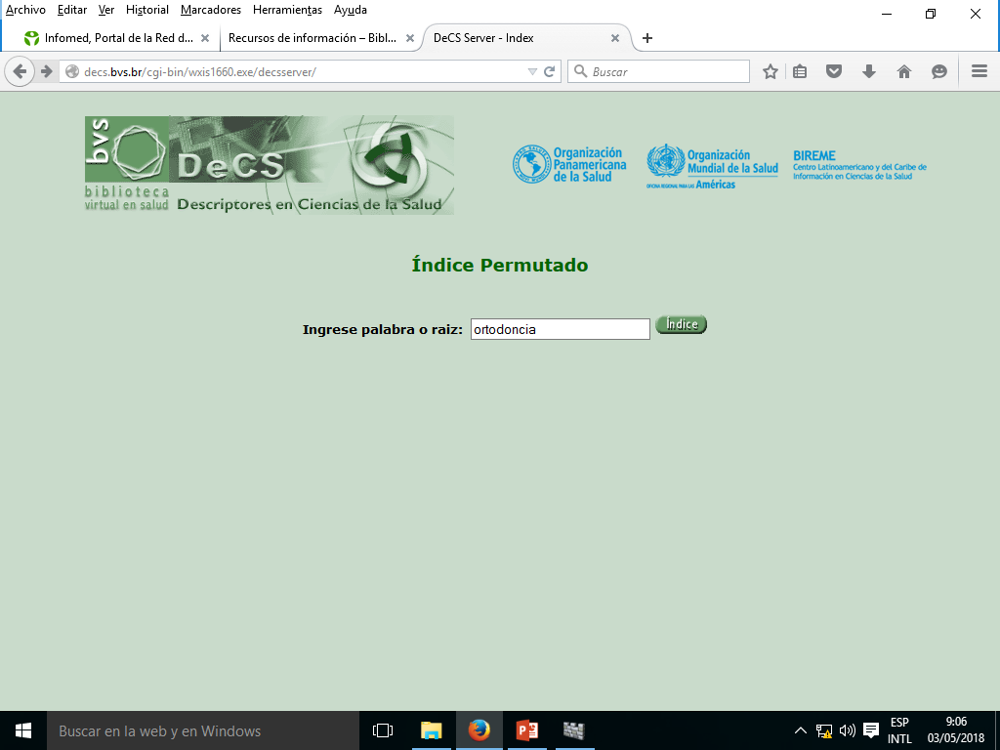 Archivo Editar Ver Historial Marcadores Herramientas Ayuda
Infomed, Portal de la Red d... Recursos de información – Bibl... DeCS Server - Index
decs.bvs.br/cgi-bin/wxis1660.exe/decsserver/ Buscar
bvs
biblioteca
virtual en salud
DeCS
Descriptores en Ciencias de la Salud
Organización
Panamericana
de la Salud
Organización
Mundial de la Salud
OFICINA REGIONAL PARA LAS Américas
BIREME
Centro Latinoamericano y del Caribe de
Información en Ciencias de la Salud
Índice Permutado
Ingrese palabra o raiz: ortodoncia Índice
Buscar en la web y en Windows
ESP
INTL
9:06
03/05/2018